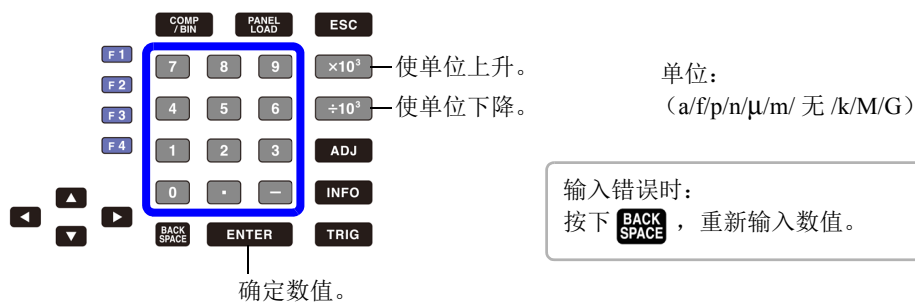 COMP
/BIN
PANEL
LOAD
ESC
F1
7 8 9 ×10³ 使单位上升。
F2
4 5 6 ÷10³ 使单位下降。
F3
1 2 3 ADJ
F4
0 . − INFO
BACK
SPACE
ENTER TRIG
确定数值。
单位：
（a/f/p/n/μ/m/ 无 /k/M/G）
输入错误时：
按下 BACK SPACE ，重新输入数值。